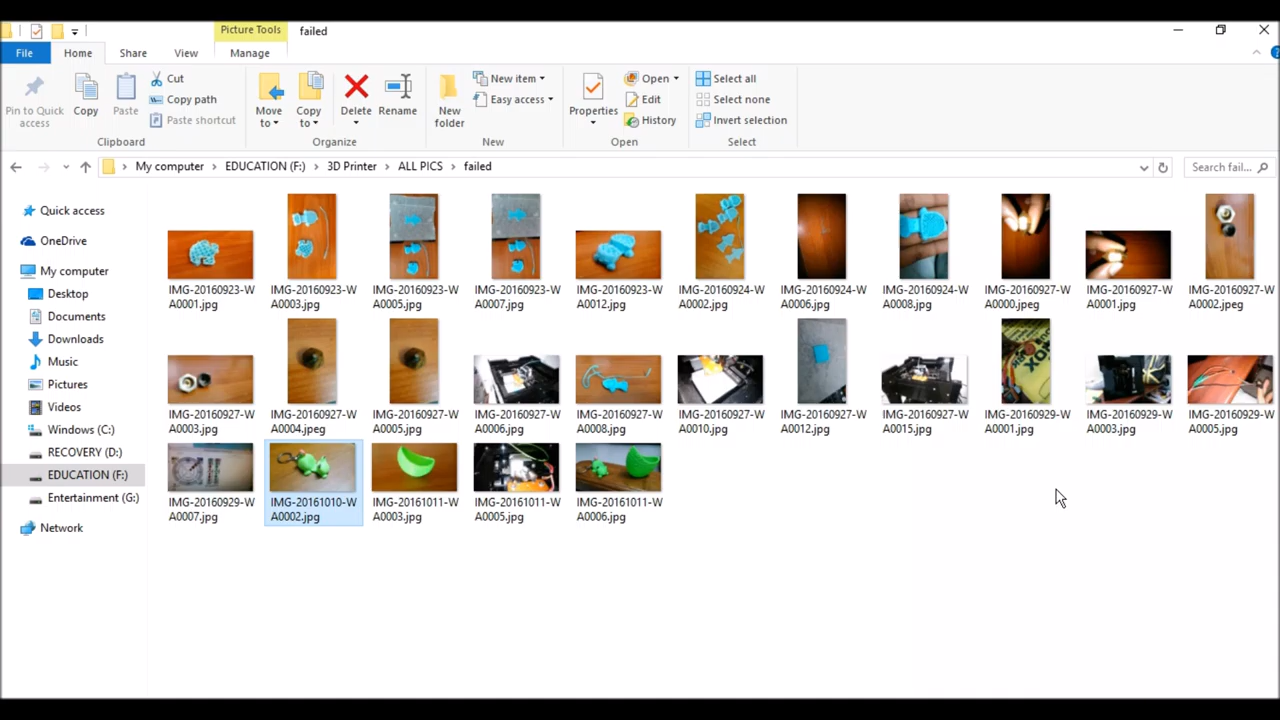 Picture Tools failed
File Home Share View Manage
Pin to Quick access
Copy
Paste
Cut
Copy path
Paste shortcut
Clipboard
Move to
Copy to
Delete
Rename
Organize
New folder
New item
Easy access
New
Properties
Open
Edit
History
Open
Select all
Select none
Invert selection
Select
My computer EDUCATION (F:) 3D Printer ALL PICS failed
Search fail...
Quick access
OneDrive
My computer
Desktop
Documents
Downloads
Music
Pictures
Videos
Windows (C:)
RECOVERY (D:)
EDUCATION (F:)
Entertainment (G:)
Network
IMG-20160923-WA0001.jpg
IMG-20160923-WA0003.jpg
IMG-20160923-WA0005.jpg
IMG-20160923-WA0007.jpg
IMG-20160923-WA0012.jpg
IMG-20160924-WA0002.jpg
IMG-20160924-WA0006.jpg
IMG-20160924-WA0008.jpg
IMG-20160927-WA0000.jpeg
IMG-20160927-WA0001.jpg
IMG-20160927-WA0002.jpeg
IMG-20160927-WA0003.jpg
IMG-20160927-WA0004.jpeg
IMG-20160927-WA0005.jpg
IMG-20160927-WA0006.jpg
IMG-20160927-WA0008.jpg
IMG-20160927-WA0010.jpg
IMG-20160927-WA0012.jpg
IMG-20160927-WA0015.jpg
IMG-20160929-WA0001.jpg
IMG-20160929-WA0003.jpg
IMG-20160929-WA0005.jpg
IMG-20160929-WA0007.jpg
IMG-20161010-WA0002.jpg
IMG-20161011-WA0003.jpg
IMG-20161011-WA0005.jpg
IMG-20161011-WA0006.jpg